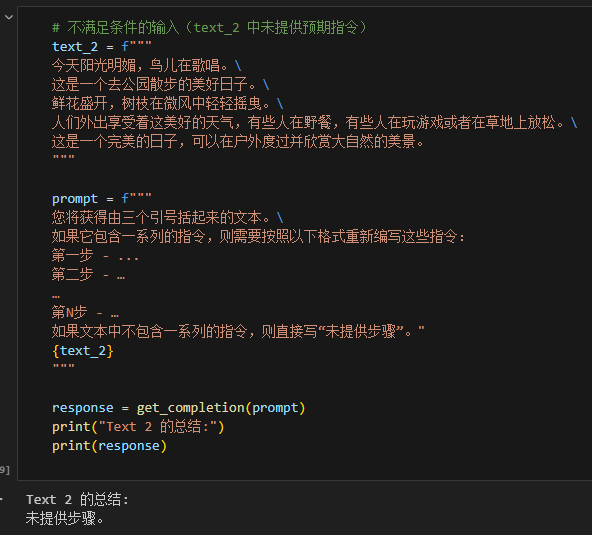 # 不满足条件的输入（text_2 中未提供预期指令）
text_2 = f"""
今天阳光明媚，鸟儿在歌唱。\
这是一个去公园散步的美好日子。\
鲜花盛开，树枝在微风中轻轻摇曳。\
人们外出享受着这美好的天气，有些人在野餐，有些人在玩游戏或者在草地上放松。\
这是一个完美的日子，可以在户外度过并欣赏大自然的美景。
"""
prompt = f"""
您将获得由三个引号括起来的文本。\
如果它包含一系列的指令，则需要按照以下格式重新编写这些指令：
第一步 - ...
第二步 - …
…
第N步 - …
如果文本中不包含一系列的指令，则直接写“未提供步骤”。"
{text_2}
"""
response = get_completion(prompt)
print("Text 2 的总结:")
print(response)
9]
Text 2 的总结:
未提供步骤。